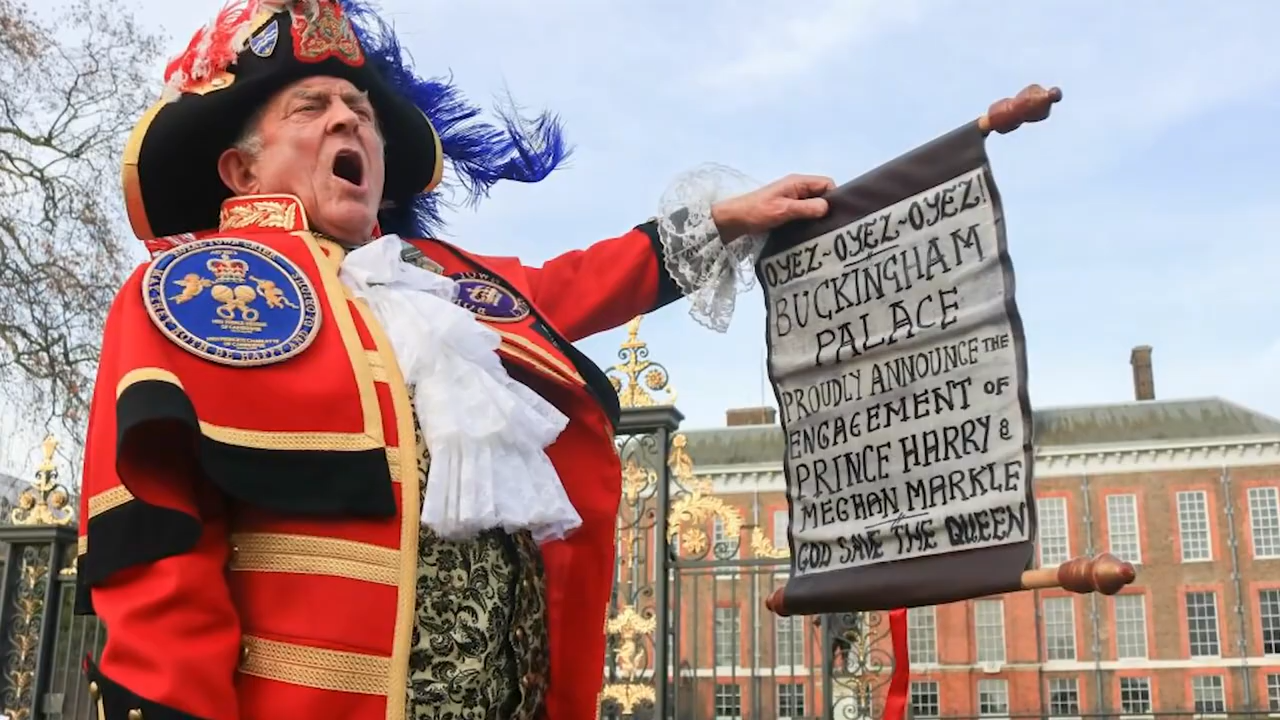 OYEZ-OYEZ-OYEZ!
BUCKINGHAM
PALACE
PROUDLY ANNOUNCE THE
ENGAGEMENT OF
PRINCE HARRY &
MEGHAN MARKLE
GOD SAVE THE QUEEN